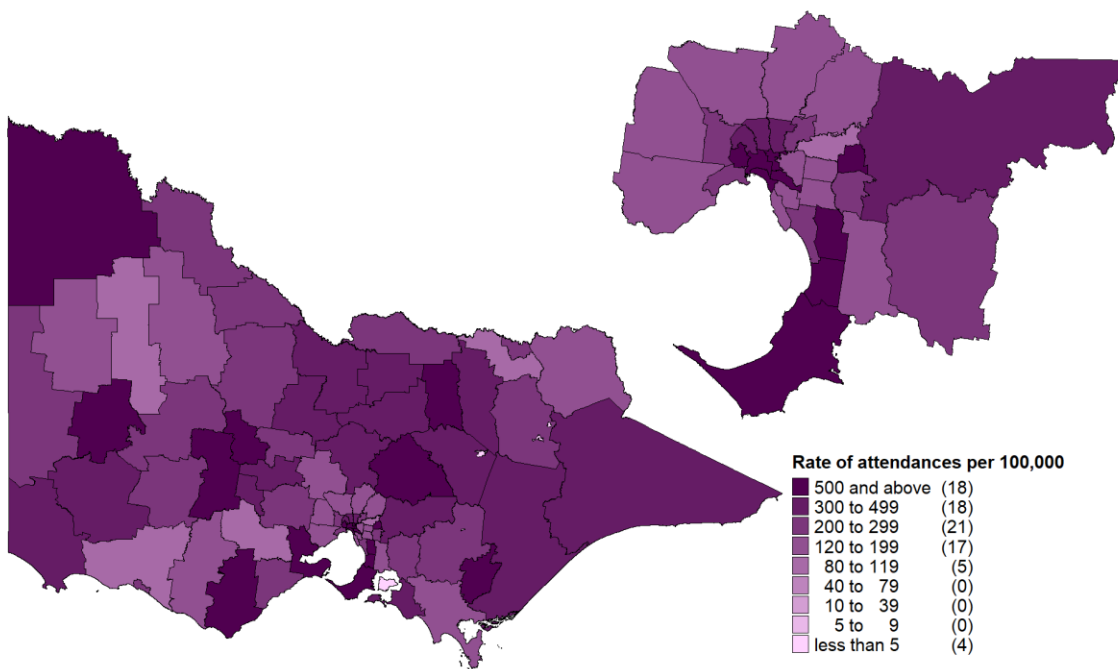 Rate of attendances per 100,000
500 and above (18)
300 to 499 (18)
200 to 299 (21)
120 to 199 (17)
80 to 119 (5)
40 to 79 (0)
10 to 39 (0)
5 to 9 (0)
less than 5 (4)